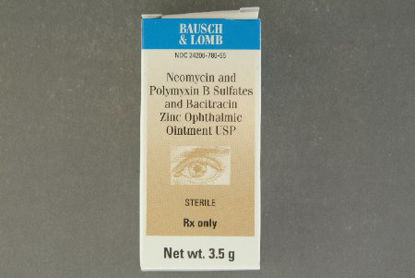 BAUSCH
& LOMB
NDC 24208-780-55
Neomycin and
Polymyxin B Sulfates
and Bacitracin
Zinc Ophthalmic
Ointment USP
STERILE
Rx only
Net wt. 3.5 g